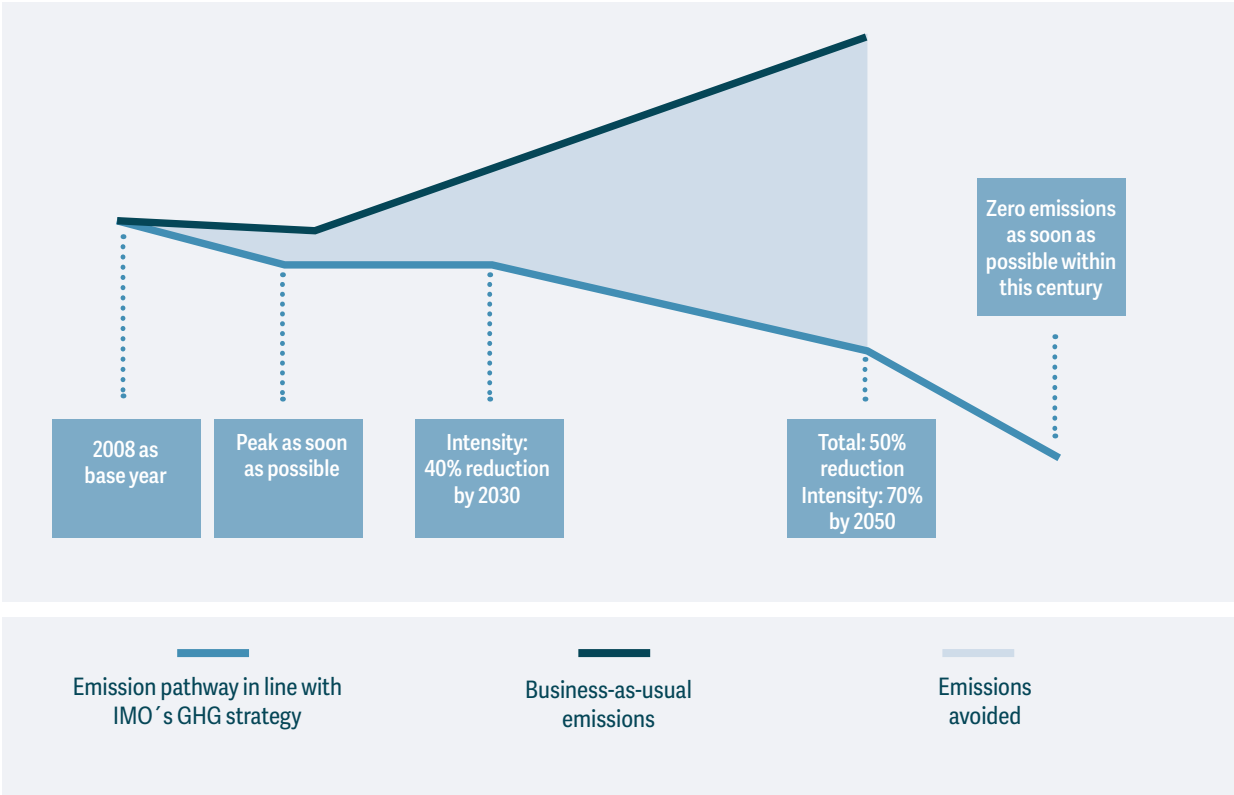 Zero emissions
as soon as
possible within
this century
2008 as
base year
Peak as soon
as possible
Intensity:
40% reduction
by 2030
Total: 50%
reduction
Intensity: 70%
by 2050
Emission pathway in line with
IMO´s GHG strategy
Business-as-usual
emissions
Emissions
avoided